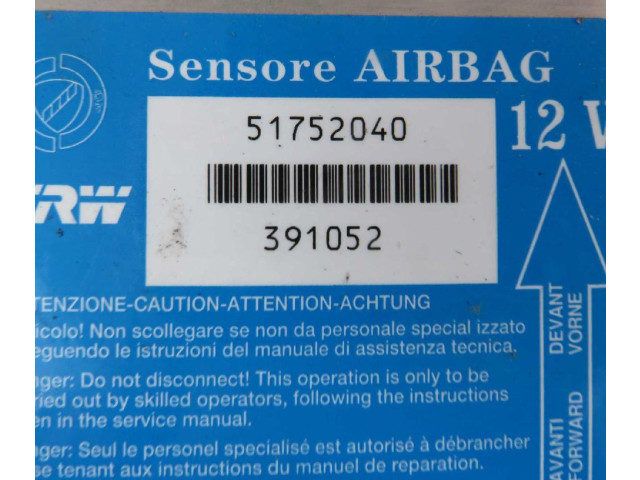 Sensore AIRBAG
51752040
12 V
391052
TRW
TENZIONE-CAUTION-ATTENTION-ACHTUNG
icolo! Non scollegare se non da personale special izzato
eguendo le istruzioni del manuale di assistenza tecnica.
nger: Do not disconnect! This operation is only to be
ried out by skilled operators, following the instructions
en in the service manual.
nger: Seul le personel specialisé est autorisé à débrancher
se tenant aux instructions du manuel de reparation.
DEVANT
VORNE
AVANTI
FORWARD